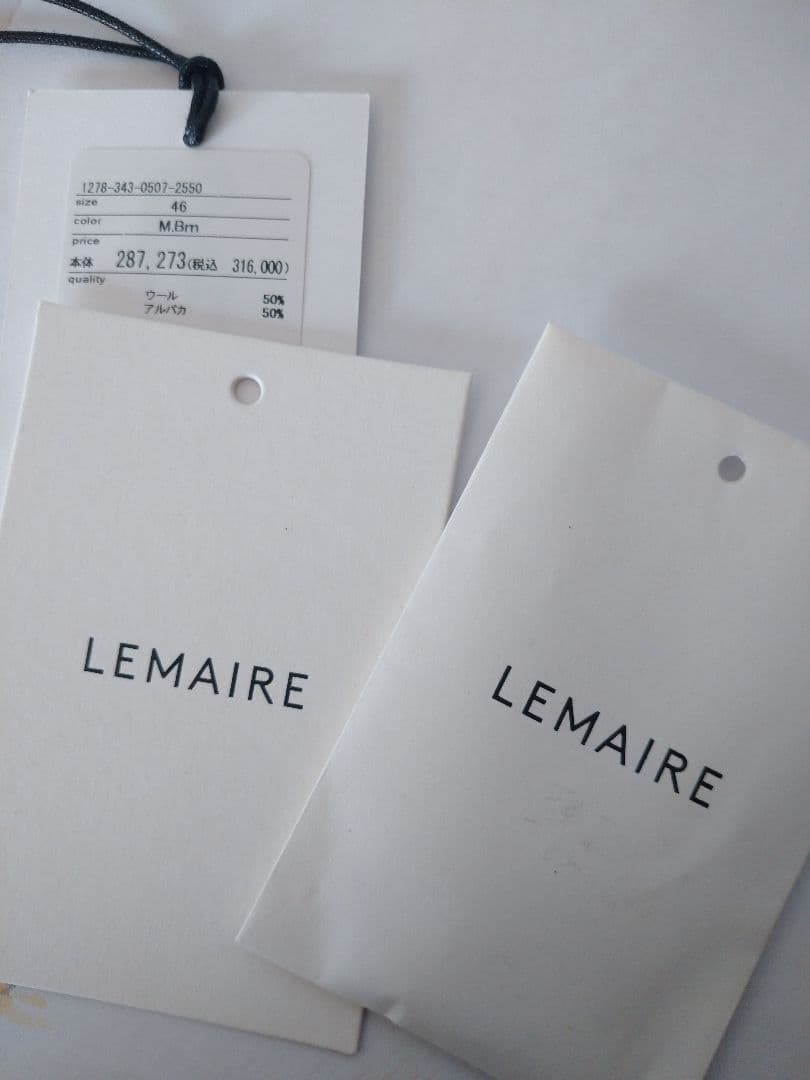 1278-343-0507-2550
size 46
color M.Brn
price
本体 287,273(税込 316,000)
quality
ウール 50%
アルパカ 50%
LEMAIRE
LEMAIRE